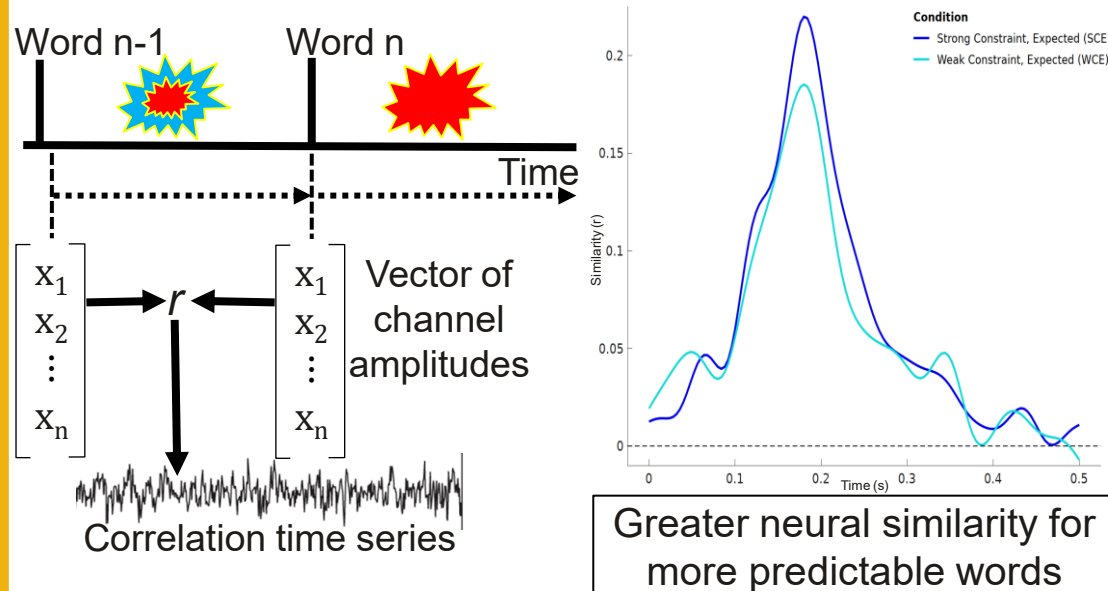 Word n-1
Word n
Time
x1
x2
⋮
xn
r
x1
x2
⋮
xn
Vector of
channel
amplitudes
Correlation time series
Condition
Strong Constraint, Expected (SCE
Weak Constraint, Expected (WCE)
Similarity (r)
0.2
0.15
0.1
0.05
0
0
0.1
0.2
0.3
0.4
0.5
Time (s)
Greater neural similarity for
more predictable words